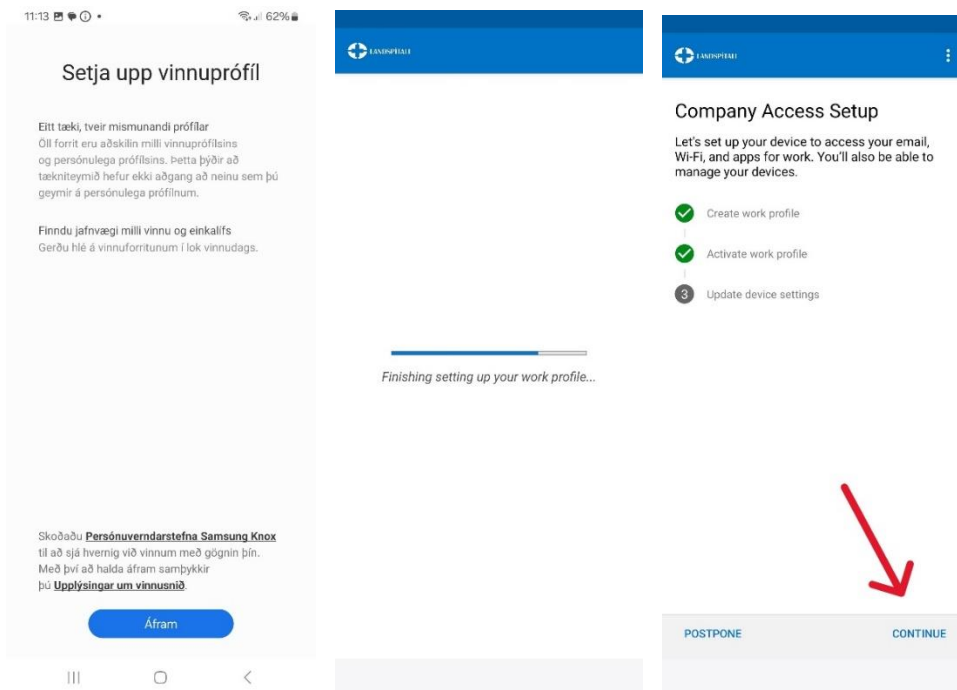 11:13
62%
Setja upp vinnuprófíl
Eitt tæki, tveir mismunandi prófílar
Öll forrit eru aðskilin milli vinnuprófílsins
og persónulega prófílsins. Þetta þýðir að
tækniteymið hefur ekki aðgang að neinu sem þú
geymir á persónulega prófílnum.
Finndu jafnvægi milli vinnu og einkalífs
Gerðu hlé á vinnuforritunum í lok vinnudags.
Skoðaðu Persónuverndarstefna Samsung Knox
til að sjá hvernig við vinnum með gögnin þín.
Með því að halda áfram samþykkir
þú Upplýsingar um vinnusnið.
Áfram
LANDSPÍTALI
Finishing setting up your work profile...
LANDSPÍTALI
Company Access Setup
Let's set up your device to access your email,
Wi-Fi, and apps for work. You'll also be able to
manage your devices.
Create work profile
Activate work profile
3 Update device settings
POSTPONE CONTINUE